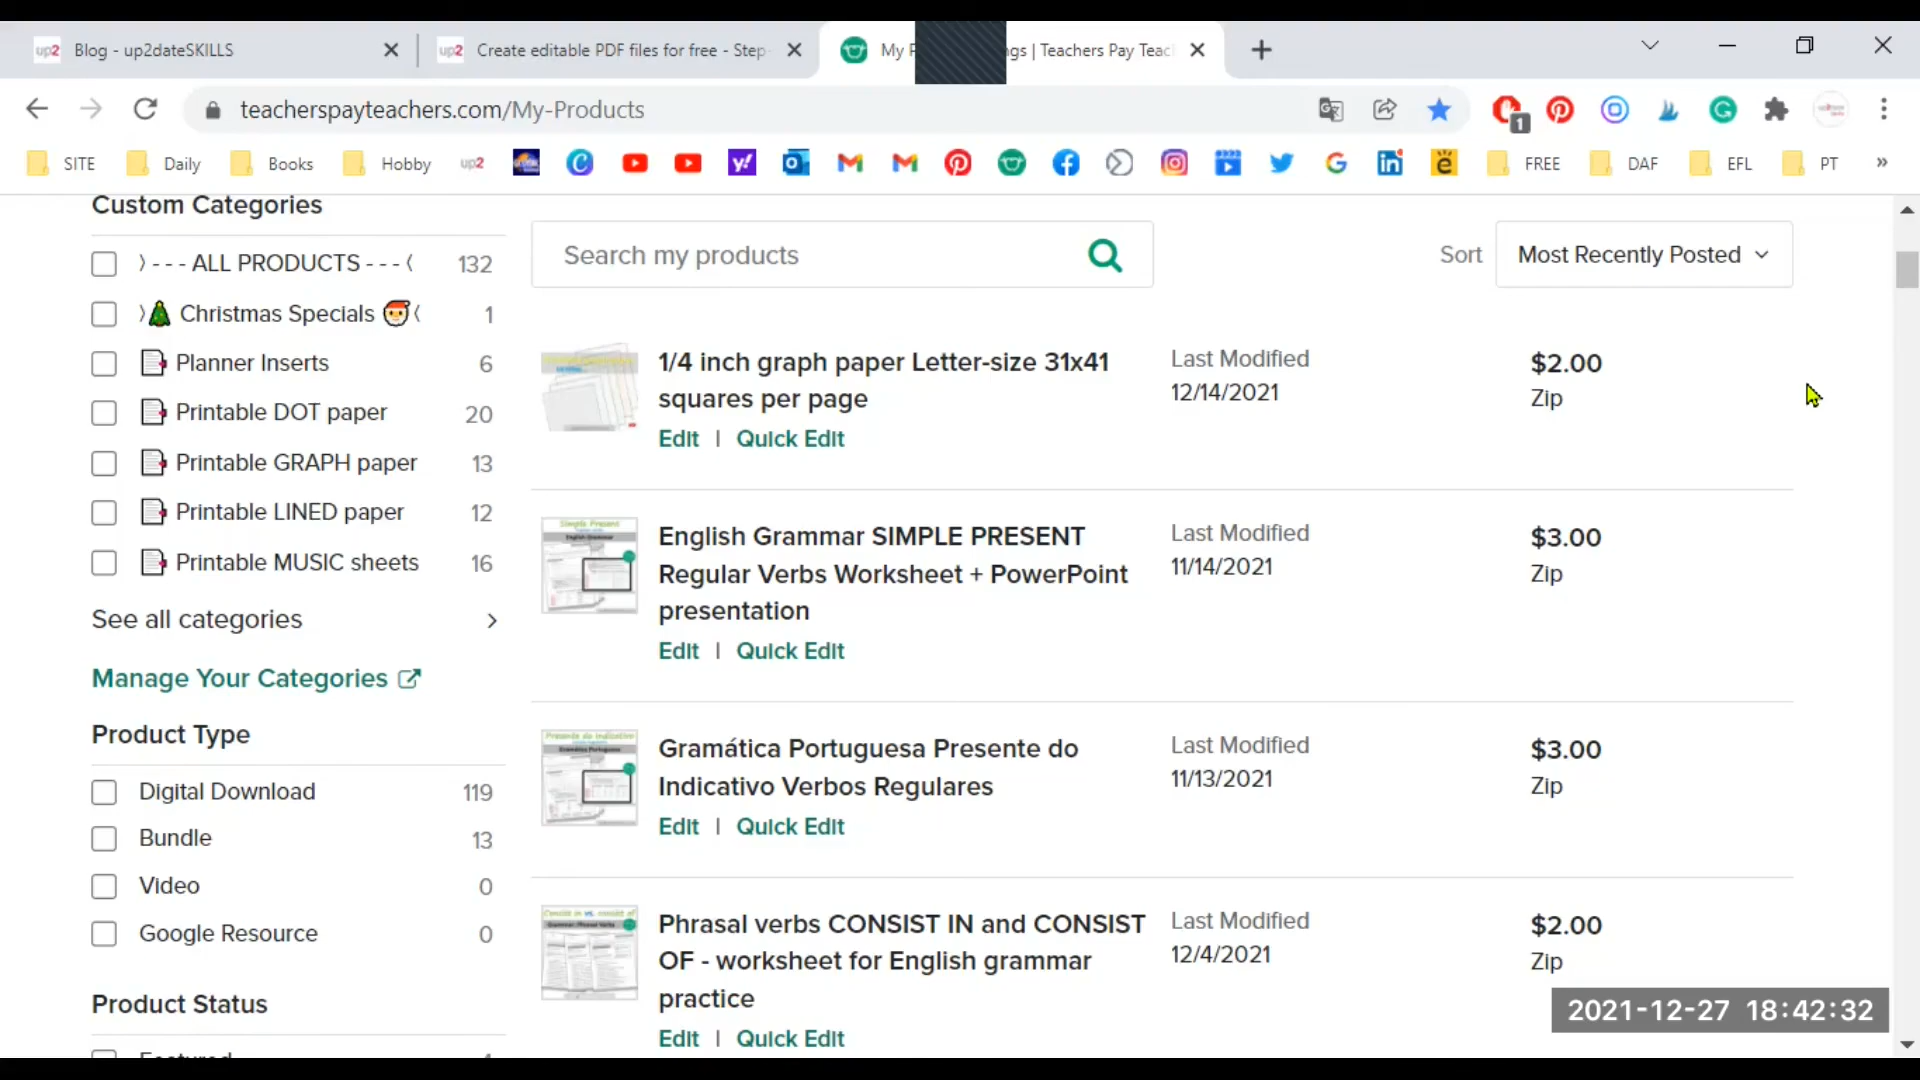 Blog - up2dateSKILLS
Create editable PDF files for free - Step-
My P
gs | Teachers Pay Teac
teacherspayteachers.com/My-Products
1
SITE
Daily
Books
Hobby
up2
FREE
DAF
EFL
PT
»
Custom Categories
⟩- - - ALL PRODUCTS - - -⟨ 132
⟩🎄 Christmas Specials 🎅⟨ 1
Planner Inserts 6
Printable DOT paper 20
Printable GRAPH paper 13
Printable LINED paper 12
Printable MUSIC sheets 16
See all categories
Manage Your Categories
Product Type
Digital Download 119
Bundle 13
Video 0
Google Resource 0
Product Status
Search my products
Sort
Most Recently Posted
1/4 inch graph paper Letter-size 31x41
squares per page
Edit | Quick Edit
Last Modified
12/14/2021
$2.00
Zip
Simple Present
English Grammar SIMPLE PRESENT
Regular Verbs Worksheet + PowerPoint
presentation
Edit | Quick Edit
Last Modified
11/14/2021
$3.00
Zip
Gramática Portuguesa Presente do
Indicativo Verbos Regulares
Edit | Quick Edit
Last Modified
11/13/2021
$3.00
Zip
Consist in vs. consist of
Phrasal verbs CONSIST IN and CONSIST
OF - worksheet for English grammar
practice
Edit | Quick Edit
Last Modified
12/4/2021
$2.00
Zip
2021-12-27 18:42:32